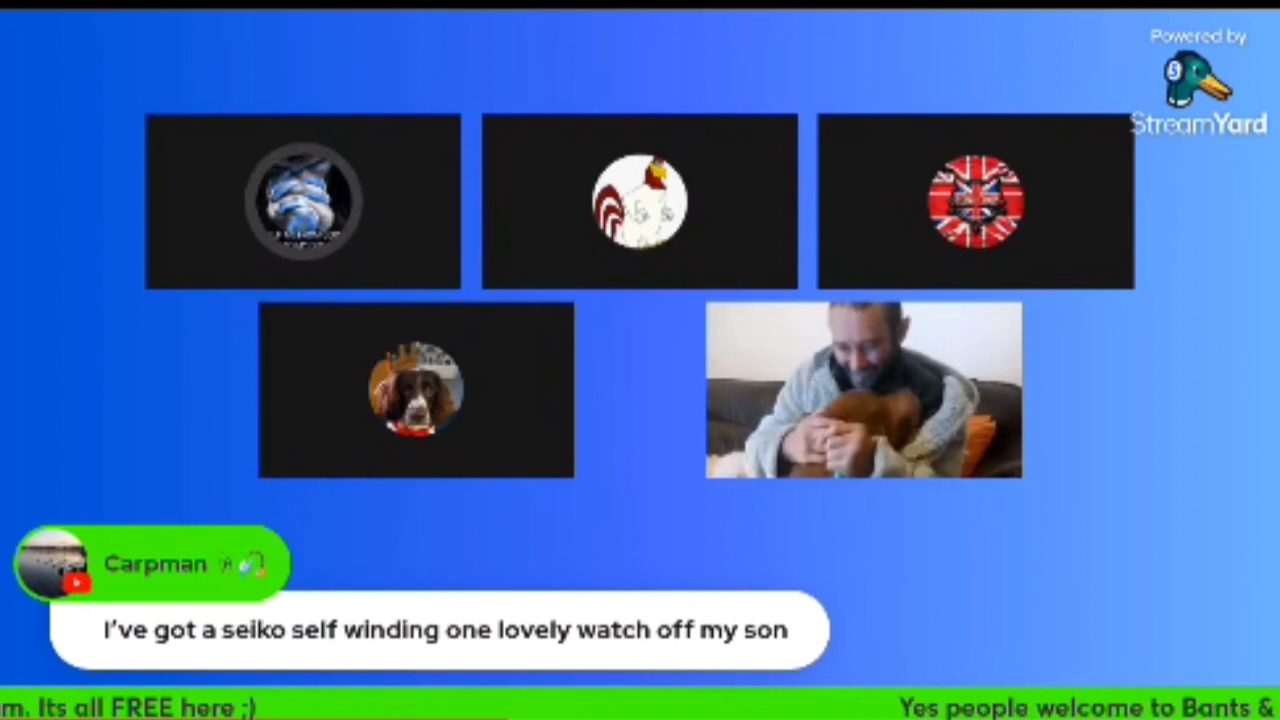 Powered by
StreamYard
Carpman
I've got a seiko self winding one lovely watch off my son
m. Its all FREE here ;)
Yes people welcome to Bants &